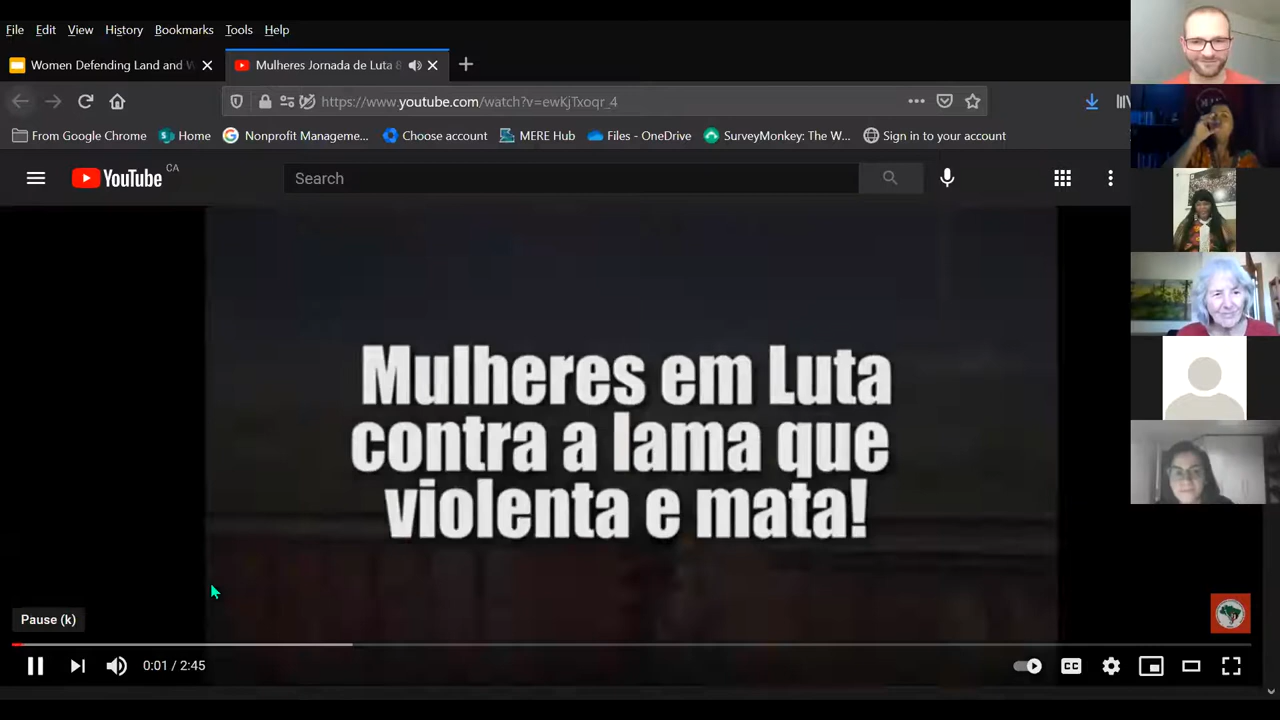 File Edit View History Bookmarks Tools Help
Women Defending Land and W
Mulheres Jornada de Luta 8
https://www.youtube.com/watch?v=ewKjTxoqr_4
From Google Chrome Home Nonprofit Manageme... Choose account MERE Hub Files - OneDrive SurveyMonkey: The W... Sign in to your account
YouTube CA
Search
Mulheres em Luta
contra a lama que
violenta e mata!
Pause (k)
0:01 / 2:45
CC